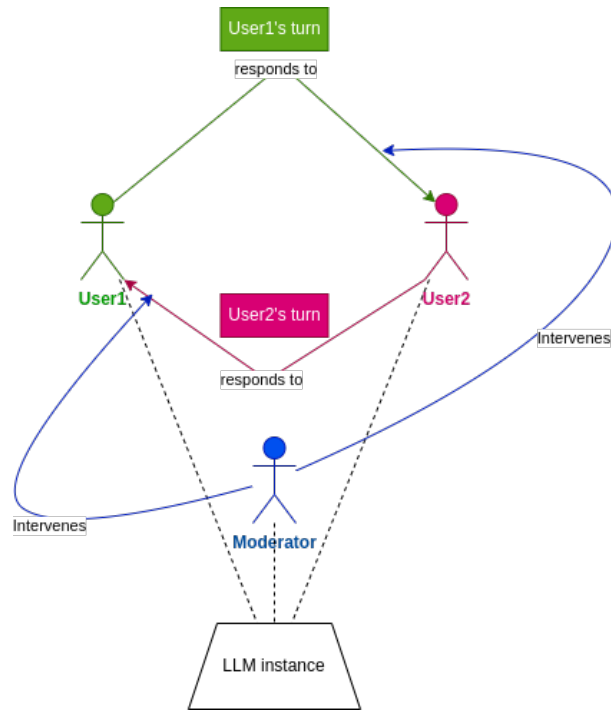 User1's turn
responds to
User1
User2
User2's turn
Intervenes
responds to
Intervenes
Moderator
LLM instance